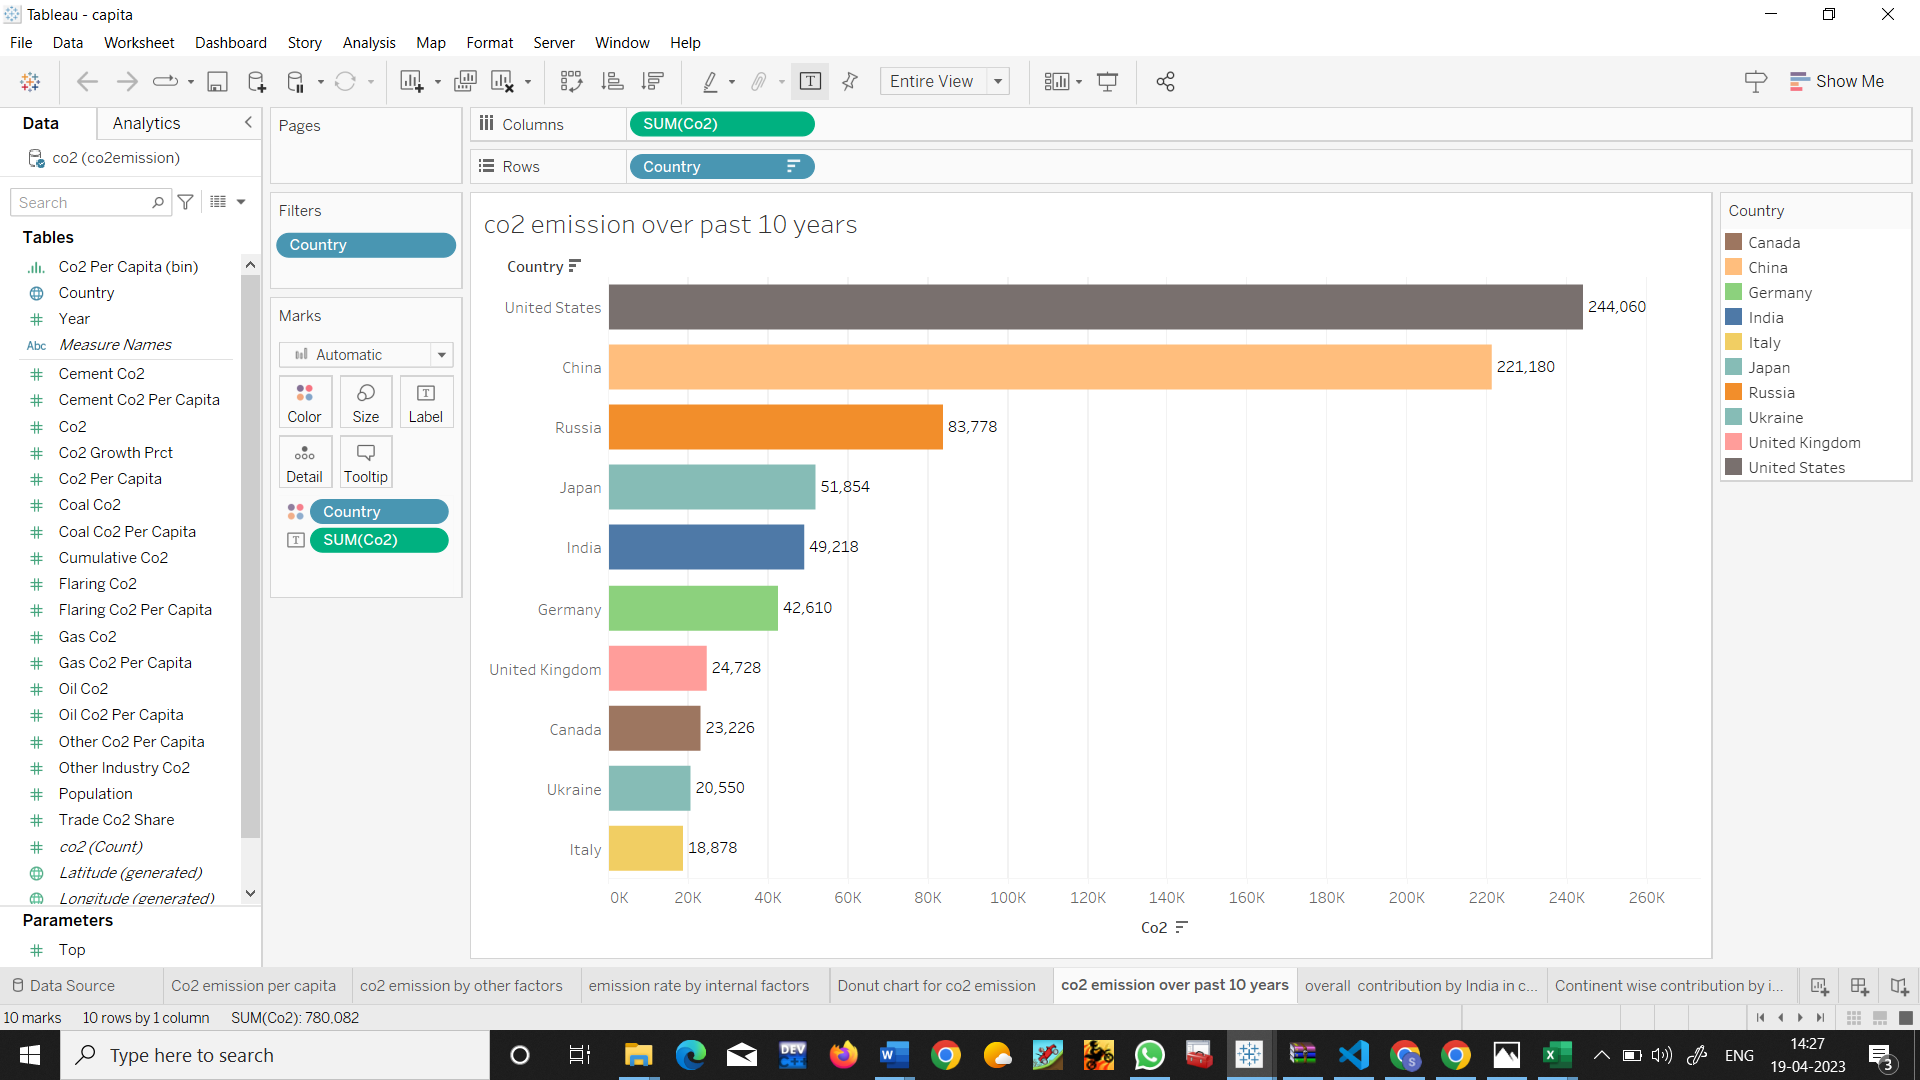 Tableau - capita
File Data Worksheet Dashboard Story Analysis Map Format Server Window Help
Entire View
Show Me
Data Analytics
co2 (co2emission)
Search
Tables
Co2 Per Capita (bin)
Country
Year
Abc Measure Names
Cement Co2
Cement Co2 Per Capita
Co2
Co2 Growth Prct
Co2 Per Capita
Coal Co2
Coal Co2 Per Capita
Cumulative Co2
Flaring Co2
Flaring Co2 Per Capita
Gas Co2
Gas Co2 Per Capita
Oil Co2
Oil Co2 Per Capita
Other Co2 Per Capita
Other Industry Co2
Population
Trade Co2 Share
co2 (Count)
Latitude (generated)
Longitude (generated)
Parameters
Top
Pages
Filters
Country
Marks
Automatic
Color Size Label
Detail Tooltip
Country
SUM(Co2)
Columns SUM(Co2)
Rows Country
co2 emission over past 10 years
Country
United States 244,060
China 221,180
Russia 83,778
Japan 51,854
India 49,218
Germany 42,610
United Kingdom 24,728
Canada 23,226
Ukraine 20,550
Italy 18,878
0K 20K 40K 60K 80K 100K 120K 140K 160K 180K 200K 220K 240K 260K
Co2
Country
Canada
China
Germany
India
Italy
Japan
Russia
Ukraine
United Kingdom
United States
Data Source Co2 emission per capita co2 emission by other factors emission rate by internal factors Donut chart for co2 emission co2 emission over past 10 years overall contribution by India in c... Continent wise contribution by i...
10 marks 10 rows by 1 column SUM(Co2): 780,082
Type here to search
DEV C++
ENG
14:27
19-04-2023
3